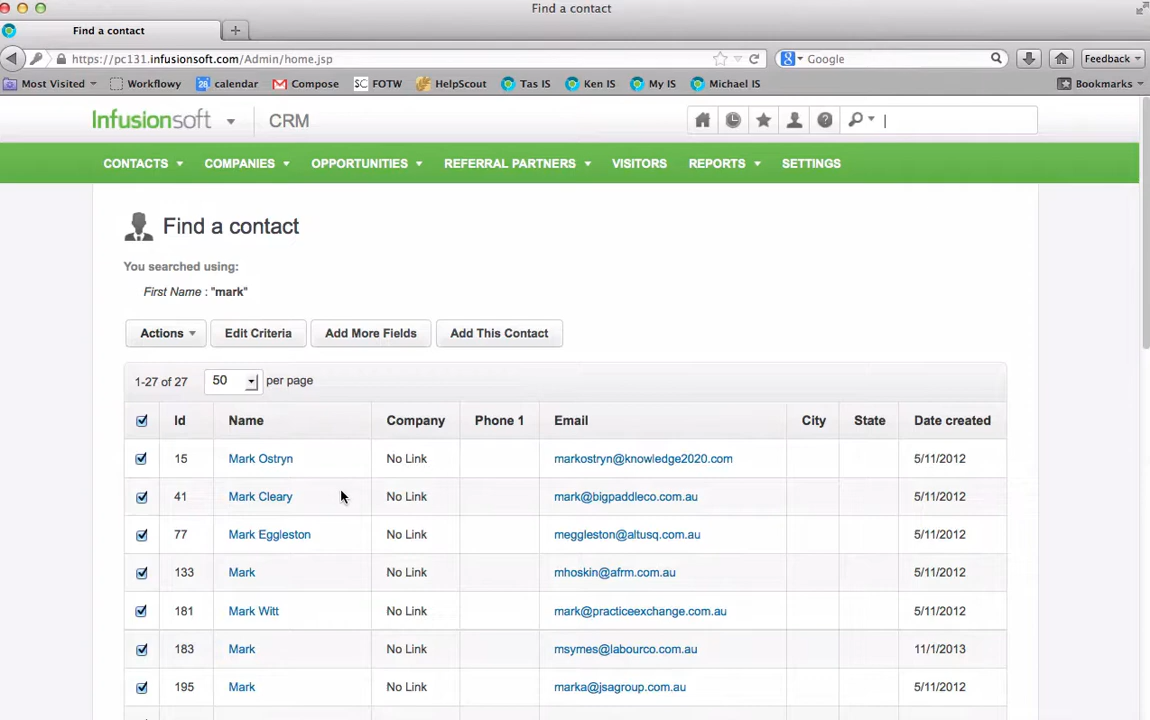 Find a contact
Find a contact
+
https://pc131.infusionsoft.com/Admin/home.jsp
Google
Feedback
Most Visited
Workflowy
28 calendar
Compose
SC FOTW
HelpScout
Tas IS
Ken IS
My IS
Michael IS
Bookmarks
Infusionsoft
CRM
CONTACTS
COMPANIES
OPPORTUNITIES
REFERRAL PARTNERS
VISITORS
REPORTS
SETTINGS
Find a contact
You searched using:
First Name : "mark"
Actions
Edit Criteria
Add More Fields
Add This Contact
1-27 of 27 50 per page
Id Name Company Phone 1 Email City State Date created
15 Mark Ostryn No Link markostryn@knowledge2020.com 5/11/2012
41 Mark Cleary No Link mark@bigpaddleco.com.au 5/11/2012
77 Mark Eggleston No Link meggleston@altusq.com.au 5/11/2012
133 Mark No Link mhoskin@afrm.com.au 5/11/2012
181 Mark Witt No Link mark@practiceexchange.com.au 5/11/2012
183 Mark No Link msymes@labourco.com.au 11/1/2013
195 Mark No Link marka@jsagroup.com.au 5/11/2012